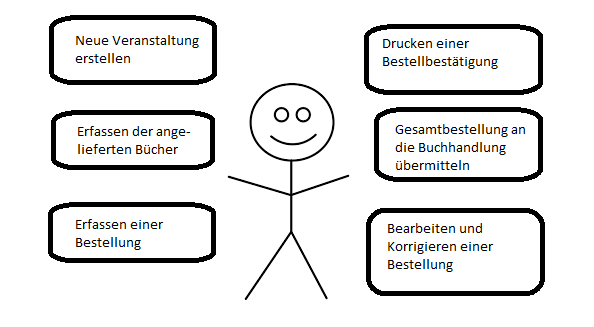 Neue Veranstaltung
erstellen
Erfassen der ange-
lieferten Bücher
Erfassen einer
Bestellung
Drucken einer
Bestellbestätigung
Gesamtbestellung an
die Buchhandlung
übermitteln
Bearbeiten und
Korrigieren einer
Bestellung